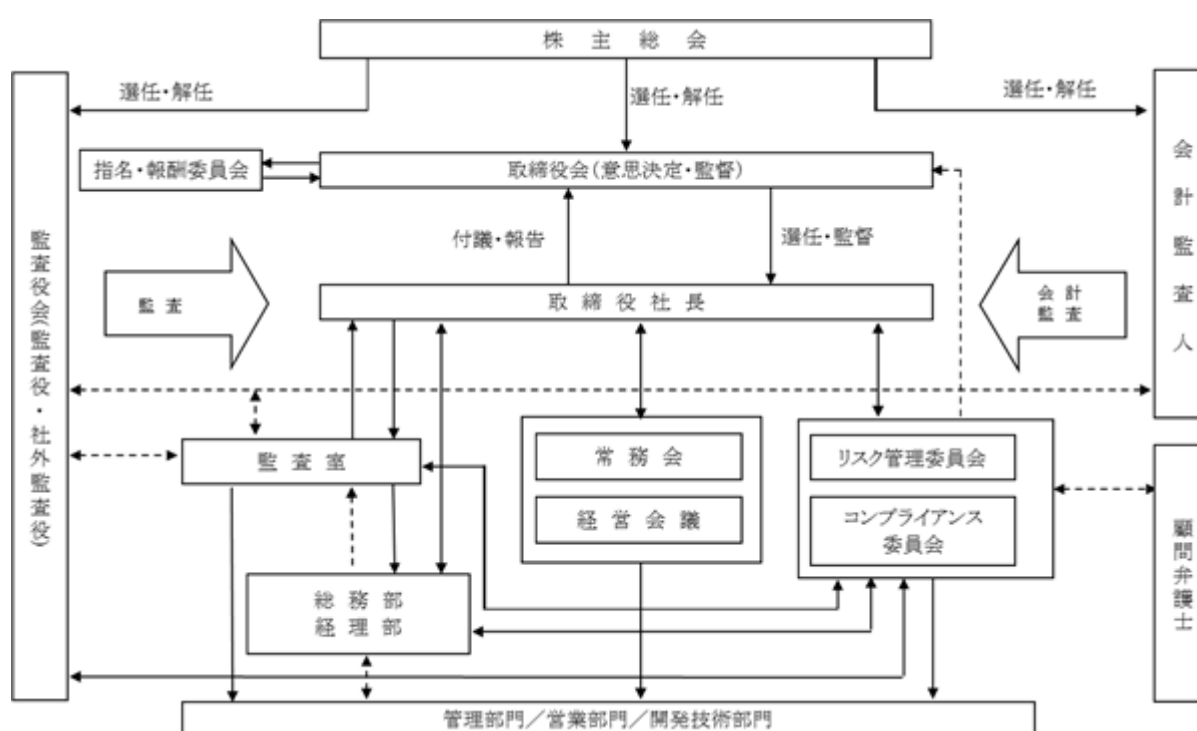 株主総会
選任・解任
選任・解任
選任・解任
指名・報酬委員会
取締役会(意思決定・監督)
付議・報告
選任・監督
監査
取締役社長
会計
監査
監査役会(監査役・社外監査役)
会計監査人
監査室
常務会
経営会議
リスク管理委員会
コンプライアンス
委員会
顧問弁護士
総務部
経理部
管理部門/営業部門/開発技術部門